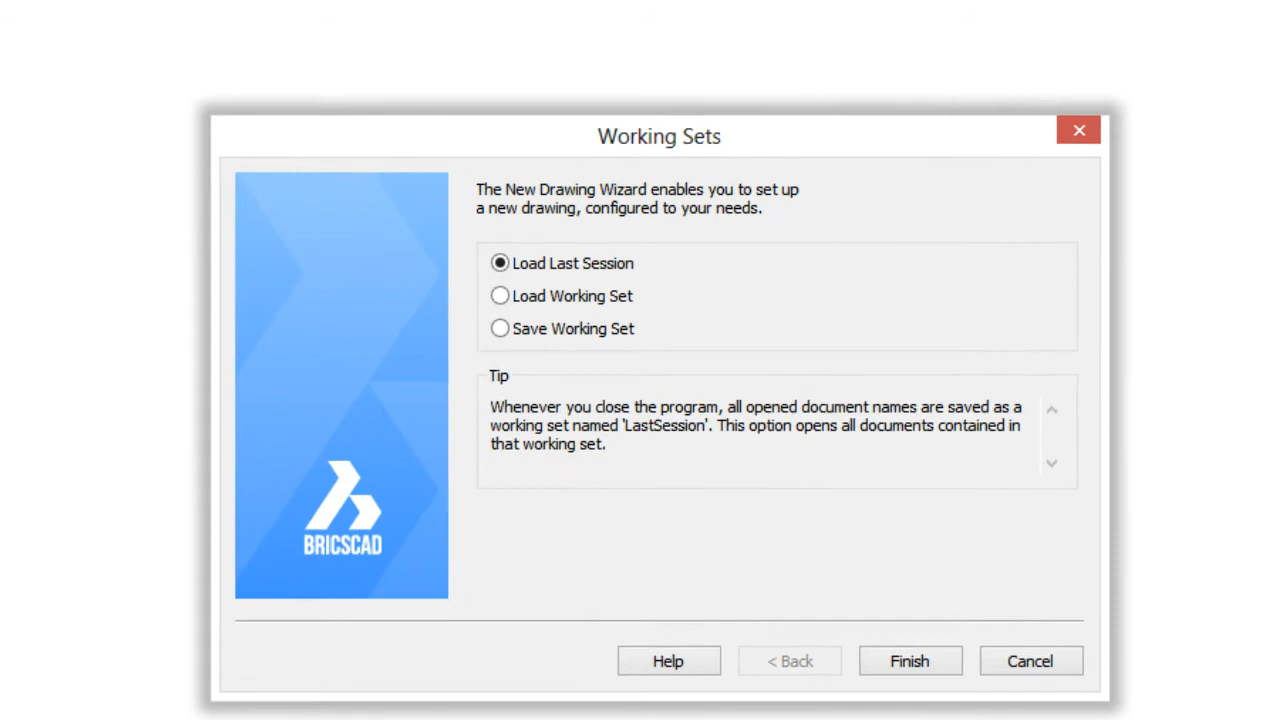 Working Sets
The New Drawing Wizard enables you to set up
a new drawing, configured to your needs.
Load Last Session
Load Working Set
Save Working Set
Tip
Whenever you close the program, all opened document names are saved as a
working set named 'LastSession'. This option opens all documents contained in
that working set.
BRICSCAD
Help
< Back
Finish
Cancel